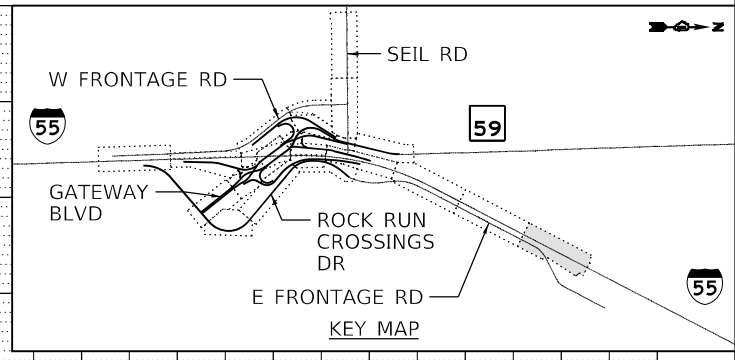 N
SEIL RD
W FRONTAGE RD
55
59
GATEWAY
BLVD
ROCK RUN
CROSSINGS
DR
E FRONTAGE RD
55
KEY MAP